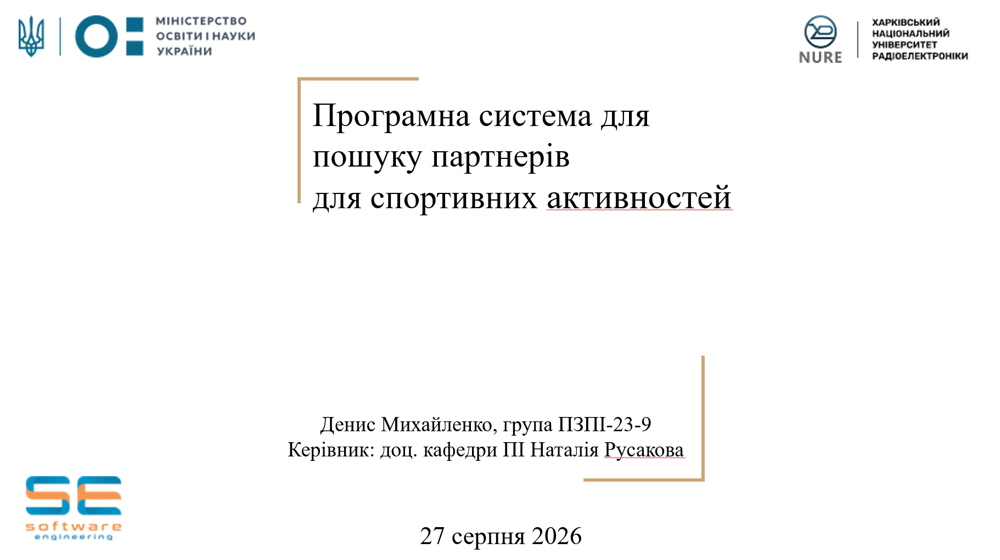 МІНІСТЕРСТВО
ОСВІТИ І НАУКИ
УКРАЇНИ
NURE
ХАРКІВСЬКИЙ
НАЦІОНАЛЬНИЙ
УНІВЕРСИТЕТ
РАДІОЕЛЕКТРОНІКИ
Програмна система для
пошуку партнерів
для спортивних активностей
Денис Михайленко, група ПЗПІ-23-9
Керівник: доц. кафедри ПІ Наталія Русакова
SE
software
engineering
27 серпня 2026